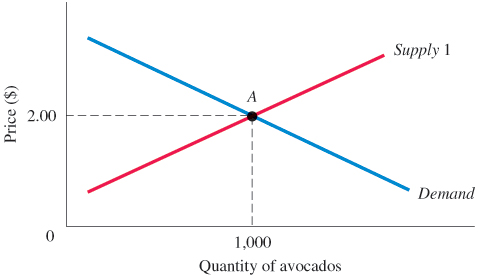 Supply 1
A
Price ($)
2.00
Demand
0
1,000
Quantity of avocados